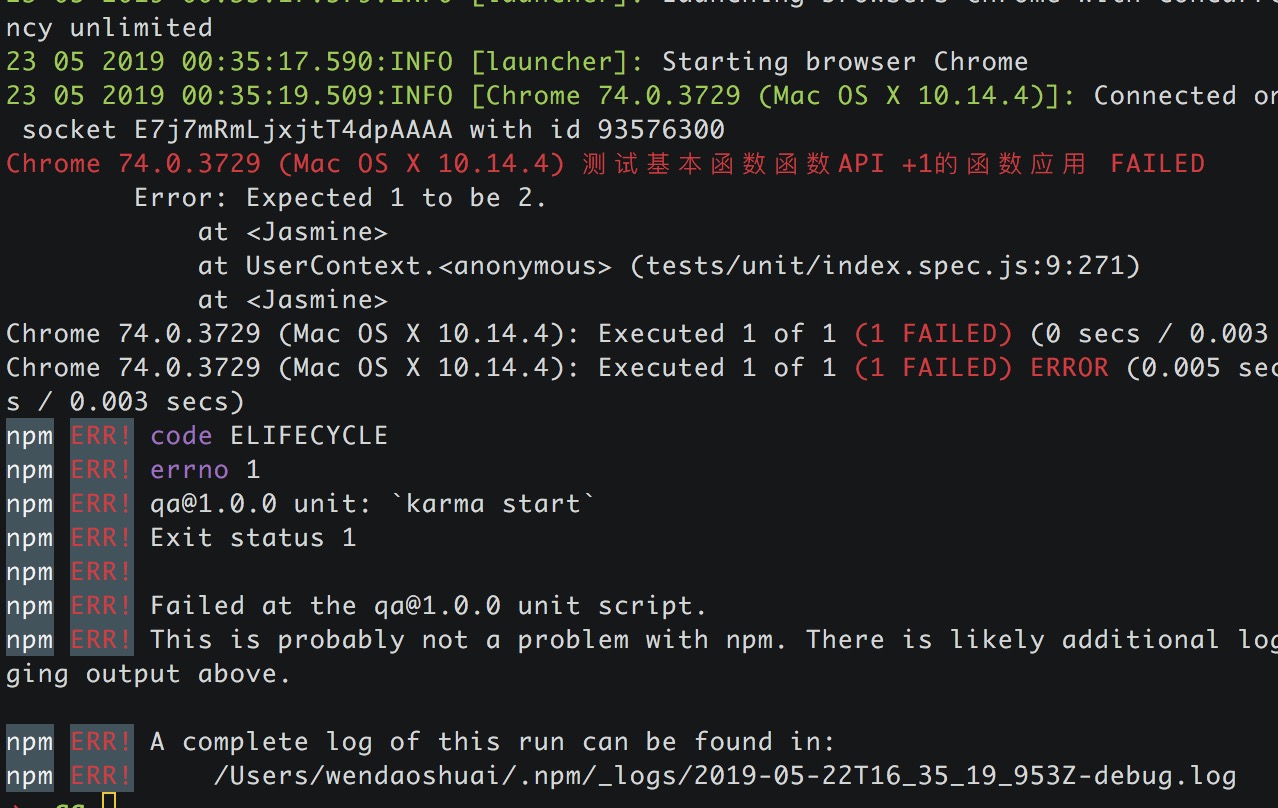 ncy unlimited
23 05 2019 00:35:17.590:INFO [launcher]: Starting browser Chrome
23 05 2019 00:35:19.509:INFO [Chrome 74.0.3729 (Mac OS X 10.14.4)]: Connected on
 socket E7j7mRmLjxjtT4dpAAAA with id 93576300
Chrome 74.0.3729 (Mac OS X 10.14.4) 测试基本函数函数API +1的函数应用 FAILED
        Error: Expected 1 to be 2.
            at <Jasmine>
            at UserContext.<anonymous> (tests/unit/index.spec.js:9:271)
            at <Jasmine>
Chrome 74.0.3729 (Mac OS X 10.14.4): Executed 1 of 1 (1 FAILED) (0 secs / 0.003
Chrome 74.0.3729 (Mac OS X 10.14.4): Executed 1 of 1 (1 FAILED) ERROR (0.005 sec
s / 0.003 secs)
npm ERR! code ELIFECYCLE
npm ERR! errno 1
npm ERR! qa@1.0.0 unit: `karma start`
npm ERR! Exit status 1
npm ERR!
npm ERR! Failed at the qa@1.0.0 unit script.
npm ERR! This is probably not a problem with npm. There is likely additional log
ging output above.
npm ERR! A complete log of this run can be found in:
npm ERR!     /Users/wendaoshuai/.npm/_logs/2019-05-22T16_35_19_953Z-debug.log